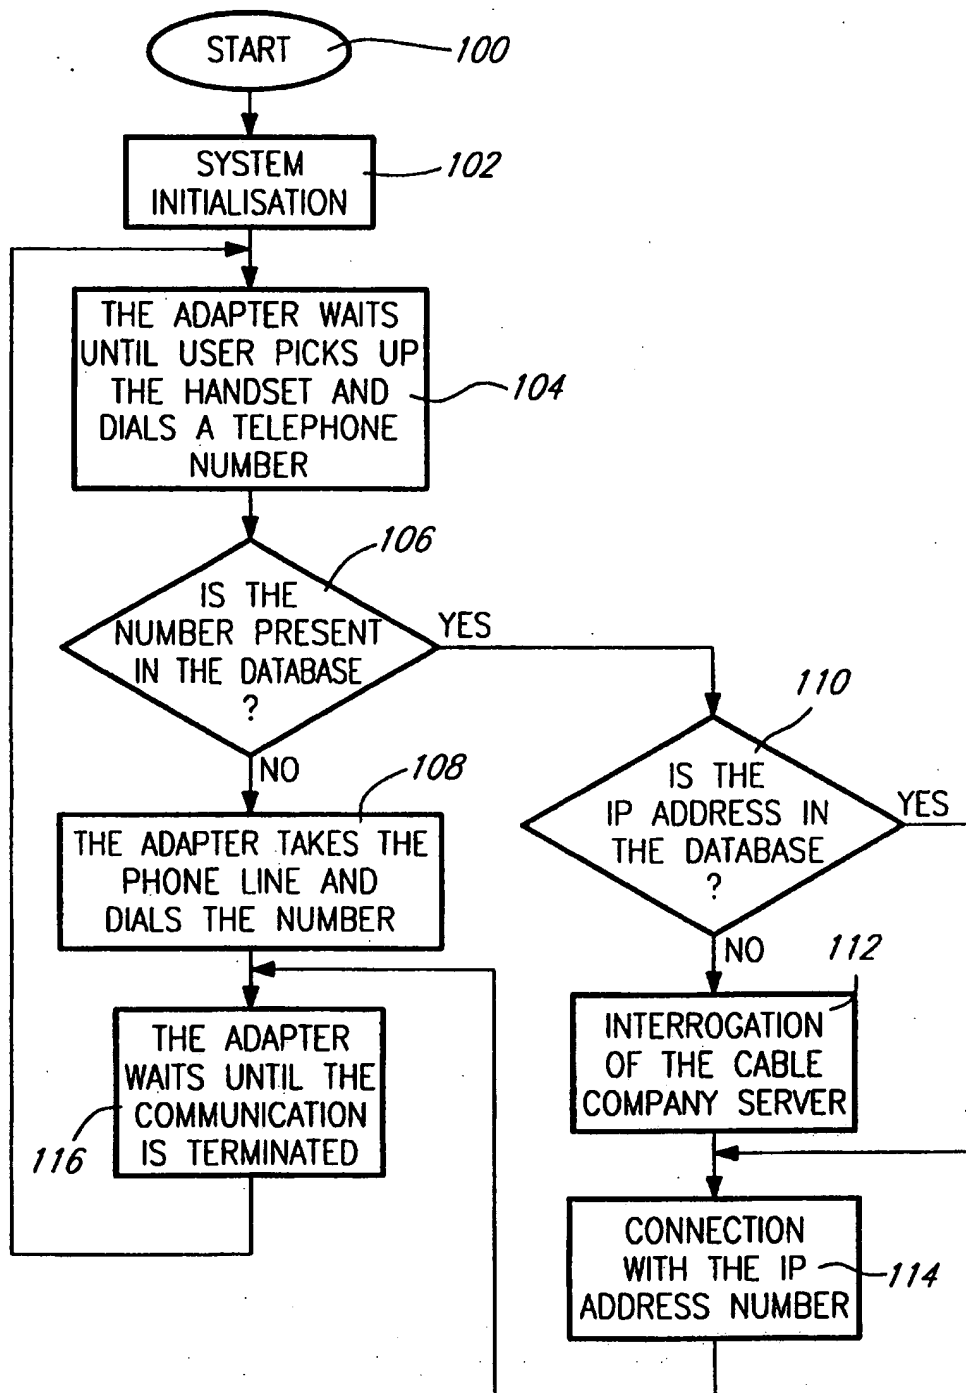 START
100
SYSTEM
INITIALISATION
102
THE ADAPTER WAITS
UNTIL USER PICKS UP
THE HANDSET AND
DIALS A TELEPHONE
NUMBER
104
106
IS THE
NUMBER PRESENT
IN THE DATABASE
?
YES
NO
108
THE ADAPTER TAKES THE
PHONE LINE AND
DIALS THE NUMBER
110
IS THE
IP ADDRESS IN
THE DATABASE
?
YES
NO
112
INTERROGATION
OF THE CABLE
COMPANY SERVER
THE ADAPTER
WAITS UNTIL THE
COMMUNICATION
IS TERMINATED
116
CONNECTION
WITH THE IP
ADDRESS NUMBER
114